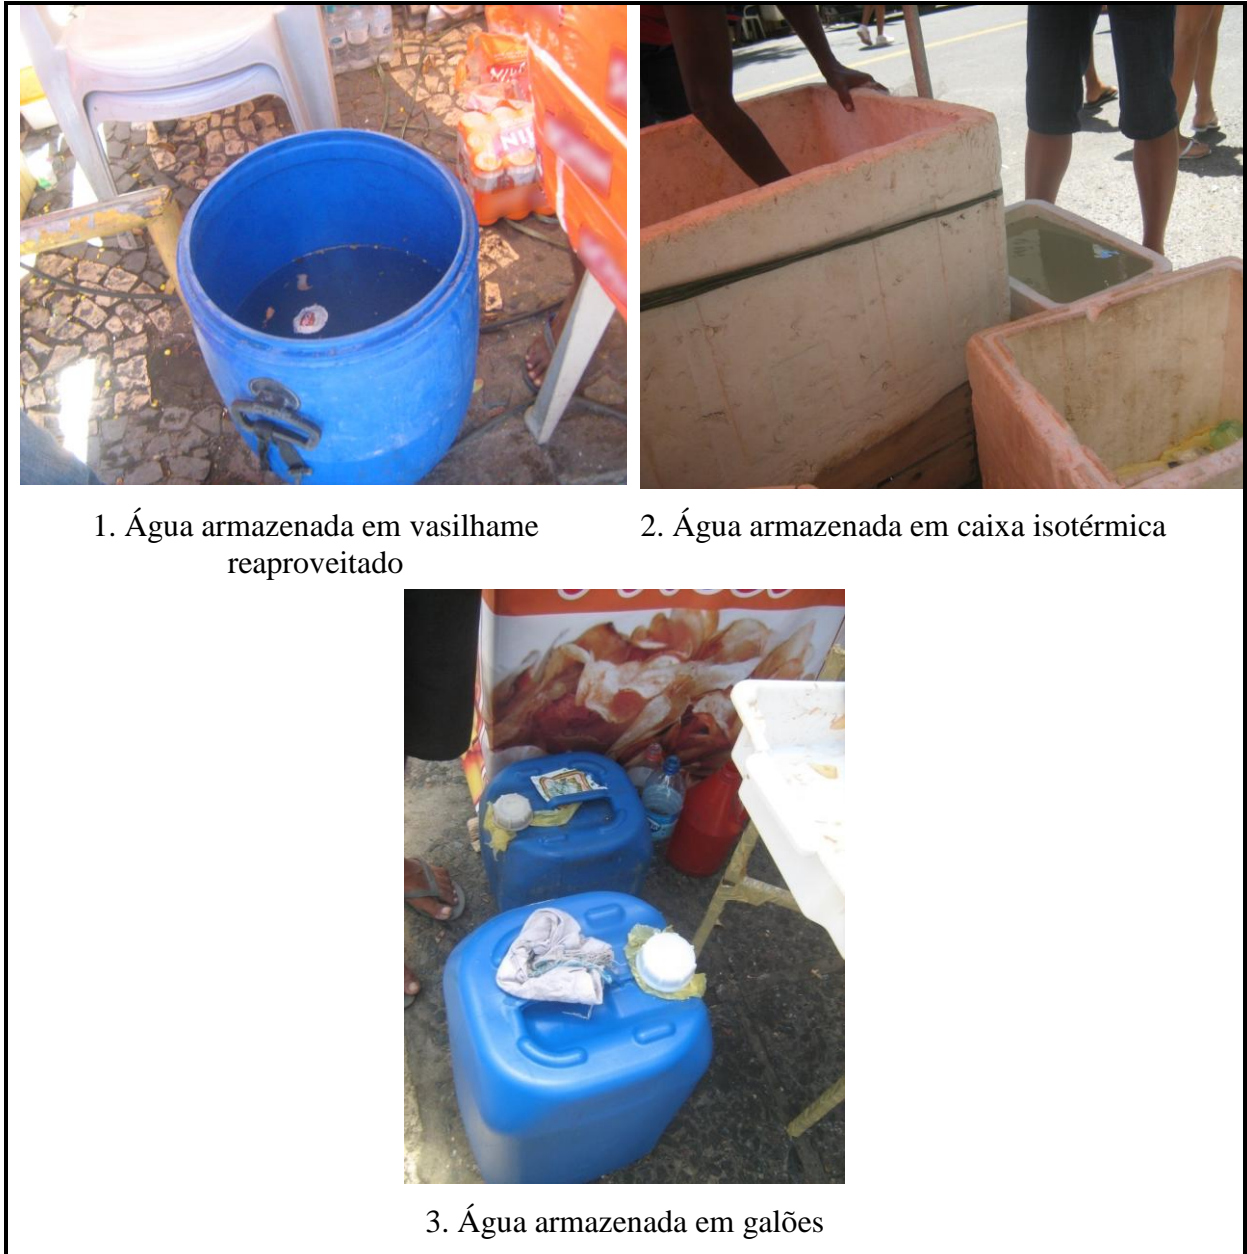 1. Água armazenada em vasilhame
reaproveitado
2. Água armazenada em caixa isotérmica
3. Água armazenada em galões